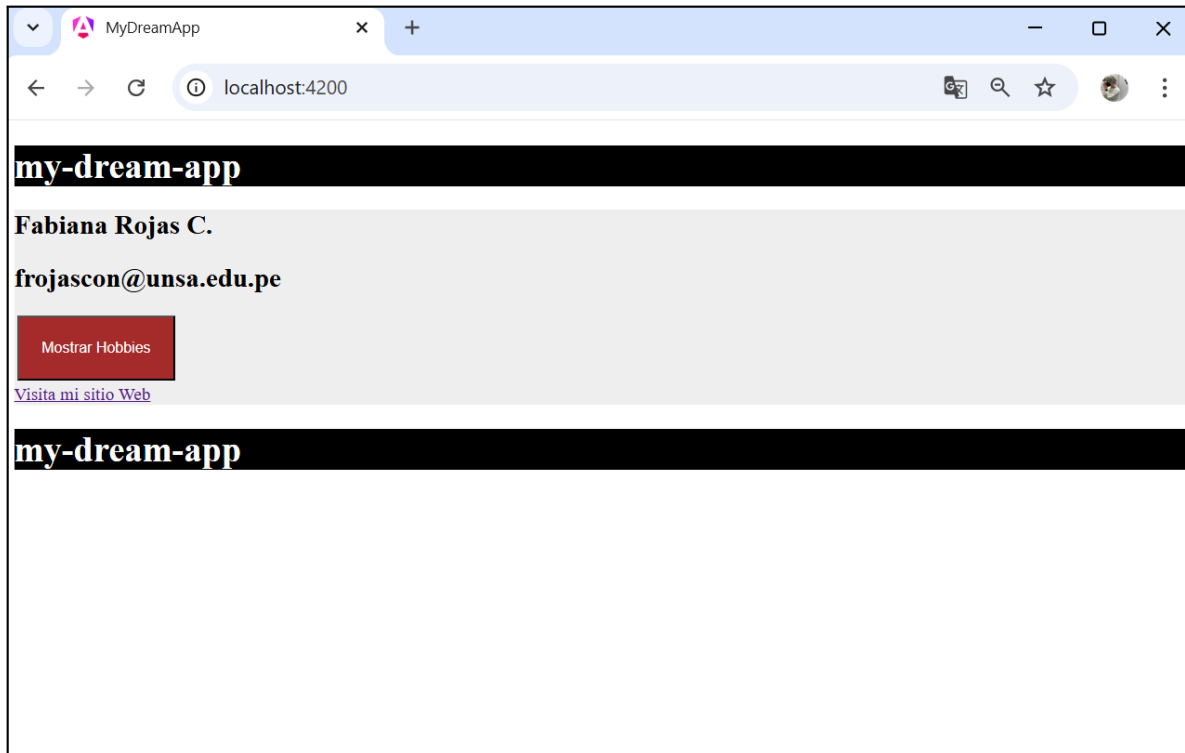 MyDreamApp
localhost:4200
my-dream-app
Fabiana Rojas C.
frojascon@unsa.edu.pe
Mostrar Hobbies
Visita mi sitio Web
my-dream-app